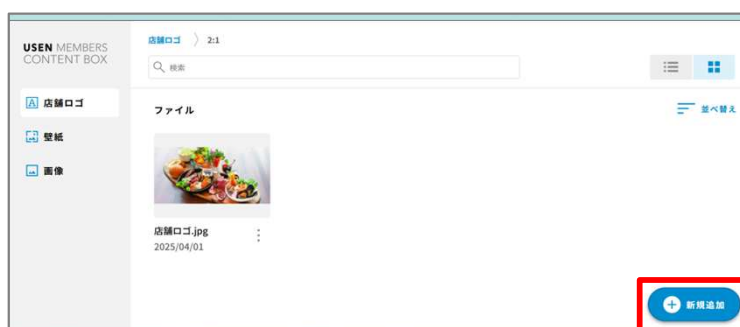 USEN MEMBERS
CONTENT BOX
店舗ロゴ
壁紙
画像
店舗ロゴ 〉 2:1
検索
ファイル
並べ替え
店舗ロゴ.jpg
2025/04/01
新規追加